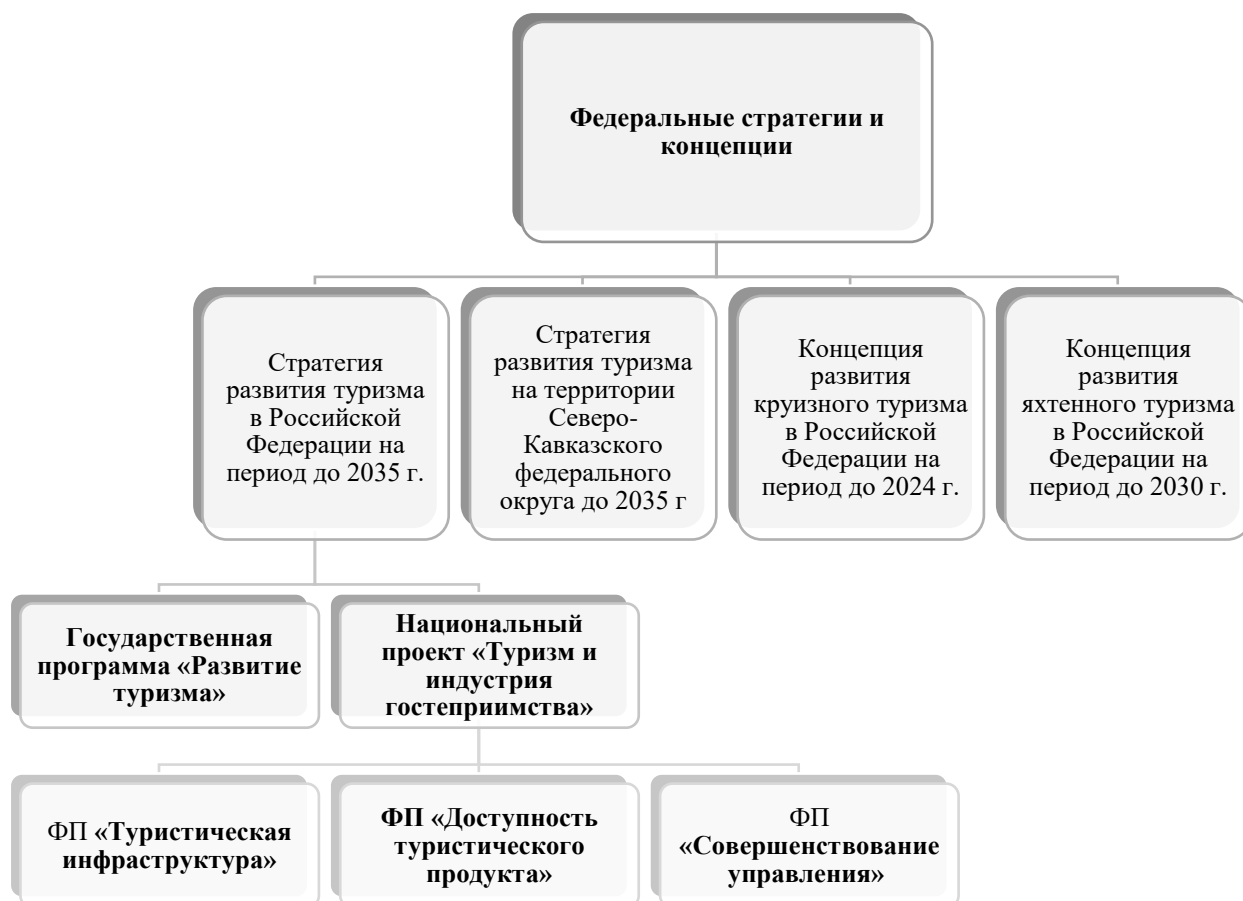 Федеральные стратегии и
концепции
Стратегия
развития туризма
в Российской
Федерации на
период до 2035 г.
Стратегия
развития туризма
на территории
Северо-
Кавказского
федерального
округа до 2035 г
Концепция
развития
круизного туризма
в Российской
Федерации на
период до 2024 г.
Концепция
развития
яхтенного туризма
в Российской
Федерации на
период до 2030 г.
Государственная
программа «Развитие
туризма»
Национальный
проект «Туризм и
индустрия
гостеприимства»
ФП «Туристическая
инфраструктура»
ФП «Доступность
туристического
продукта»
ФП
«Совершенствование
управления»